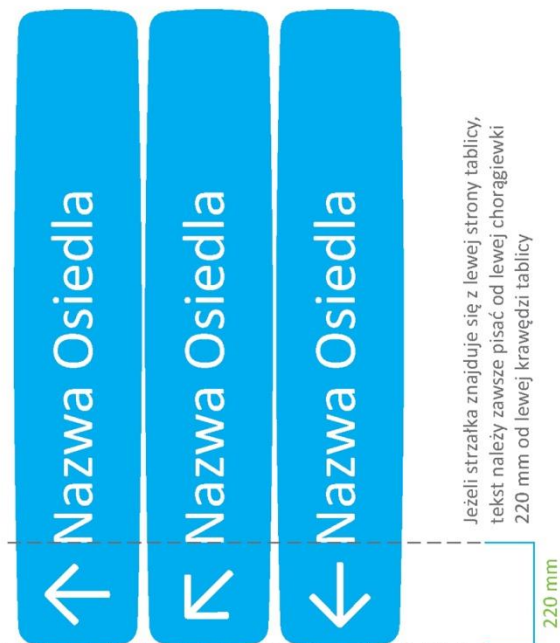 Nazwa Osiedla
Nazwa Osiedla
Nazwa Osiedla
Jeżeli strzałka znajduje się z lewej strony tablicy,
tekst należy zawsze pisać od lewej chorągiewki
220 mm od lewej krawędzi tablicy
220 mm